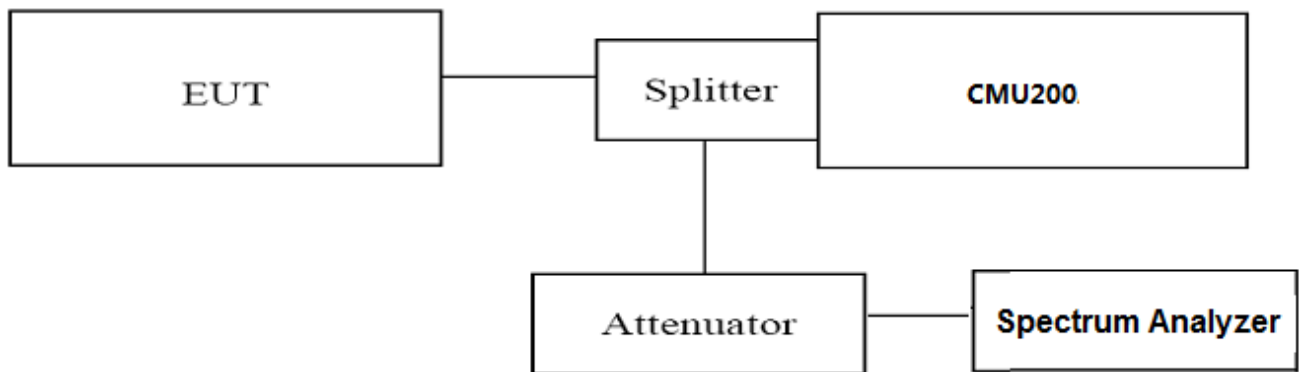 EUT
Splitter
CMU200.
Attenuator
Spectrum Analyzer